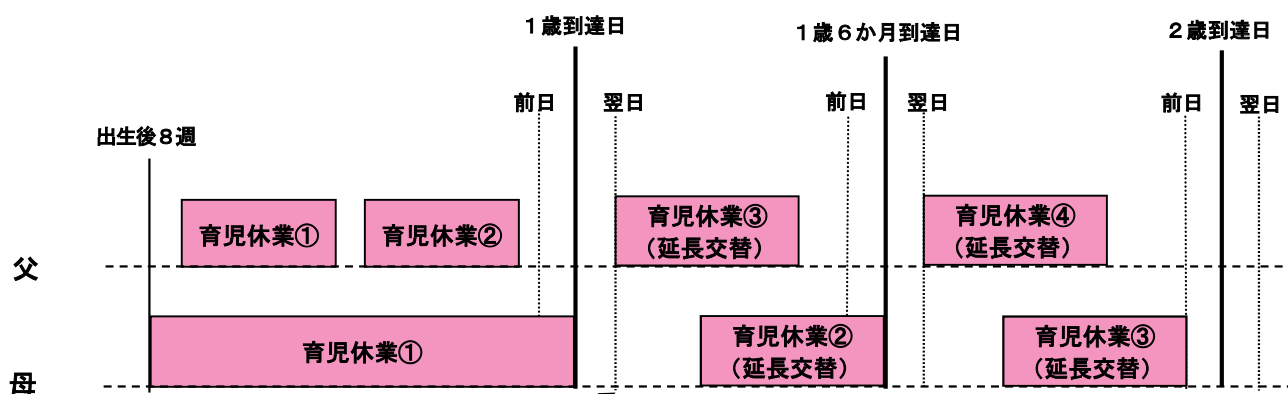 1歳到達日
1歳6か月到達日
2歳到達日
前日
翌日
前日
翌日
前日
翌日
出生後8週
父
育児休業①
育児休業②
育児休業③
(延長交替)
育児休業④
(延長交替)
母
育児休業①
育児休業②
(延長交替)
育児休業③
(延長交替)